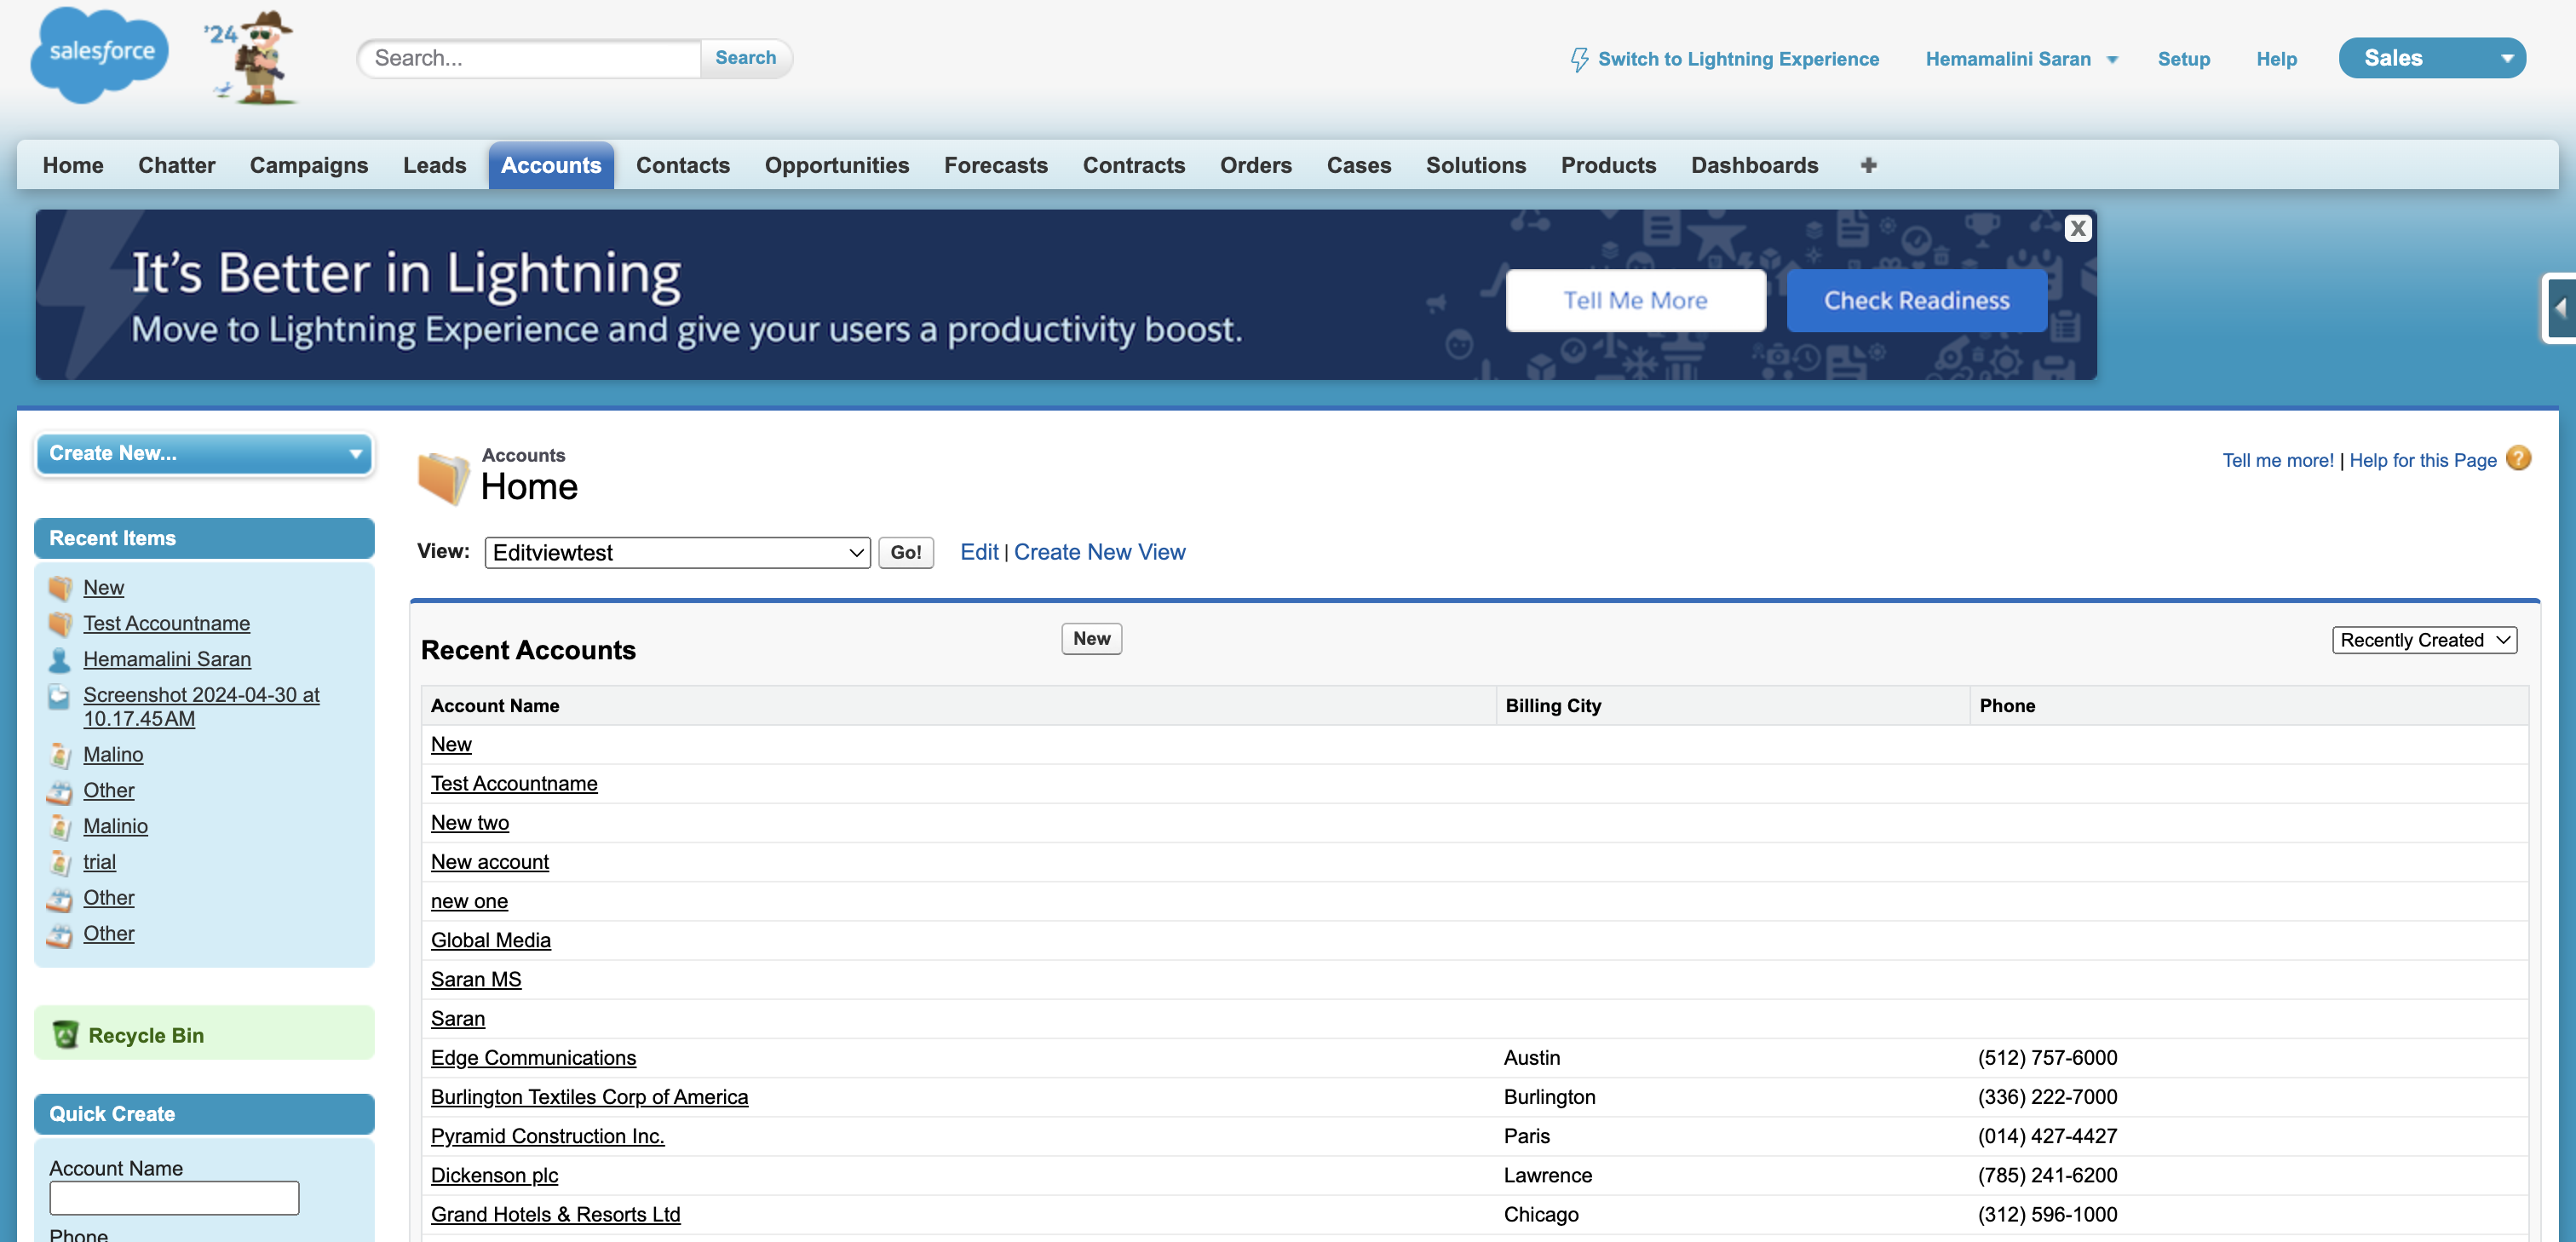 salesforce
'24
Search...
Search
Switch to Lightning Experience
Hemamalini Saran
Setup
Help
Sales
Home
Chatter
Campaigns
Leads
Accounts
Contacts
Opportunities
Forecasts
Contracts
Orders
Cases
Solutions
Products
Dashboards
+
It's Better in Lightning
Move to Lightning Experience and give your users a productivity boost.
Tell Me More
Check Readiness
X
Create New...
Recent Items
New
Test Accountname
Hemamalini Saran
Screenshot 2024-04-30 at
10.17.45 AM
Malino
Other
Malinio
trial
Other
Other
Recycle Bin
Quick Create
Account Name
Phone
Accounts
Home
Tell me more! | Help for this Page ?
View: Editviewtest Go! Edit | Create New View
Recent Accounts
New
Recently Created
Account Name Billing City Phone
New
Test Accountname
New two
New account
new one
Global Media
Saran MS
Saran
Edge Communications Austin (512) 757-6000
Burlington Textiles Corp of America Burlington (336) 222-7000
Pyramid Construction Inc. Paris (014) 427-4427
Dickenson plc Lawrence (785) 241-6200
Grand Hotels & Resorts Ltd Chicago (312) 596-1000